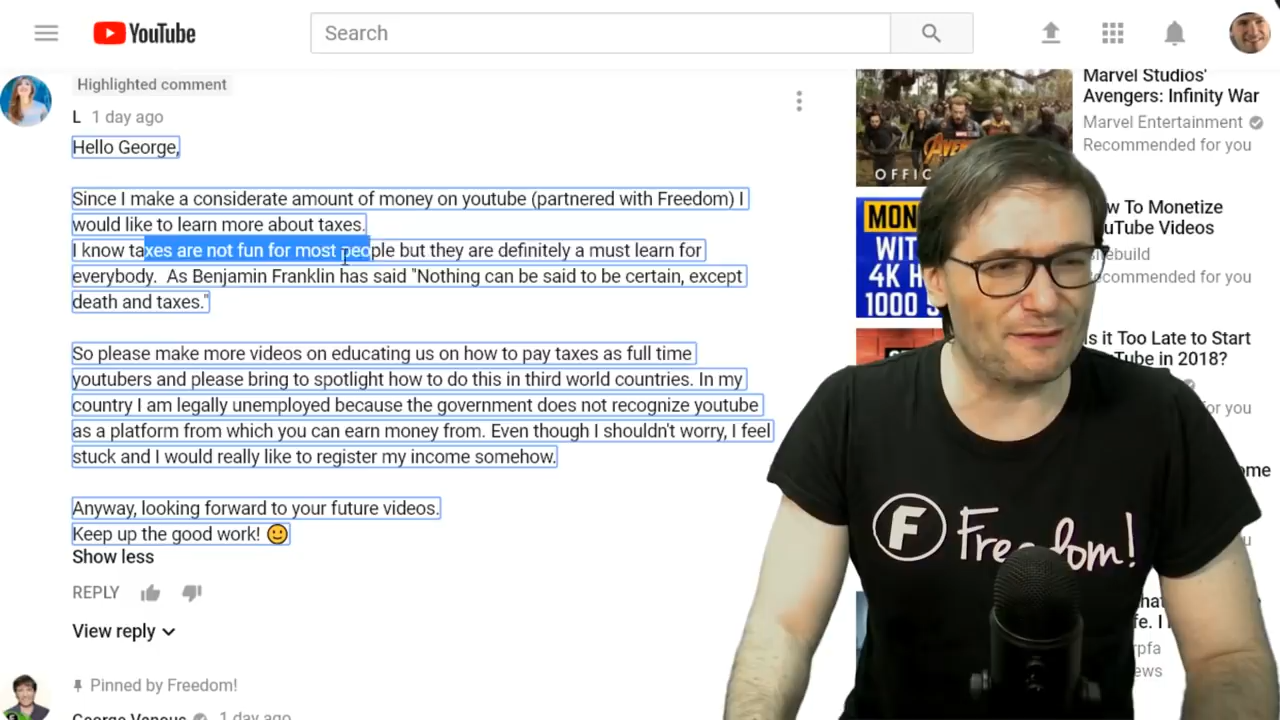 YouTube
Search
Highlighted comment
L 1 day ago
Hello George,
Since I make a considerate amount of money on youtube (partnered with Freedom) I
would like to learn more about taxes.
I know taxes are not fun for most people but they are definitely a must learn for
everybody.  As Benjamin Franklin has said "Nothing can be said to be certain, except
death and taxes."
So please make more videos on educating us on how to pay taxes as full time
youtubers and please bring to spotlight how to do this in third world countries. In my
country I am legally unemployed because the government does not recognize youtube
as a platform from which you can earn money from. Even though I shouldn't worry, I feel
stuck and I would really like to register my income somehow.
Anyway, looking forward to your future videos.
Keep up the good work! 🙂
Show less
REPLY
View reply
Pinned by Freedom!
1 day ago
Marvel Studios'
Avengers: Infinity War
Marvel Entertainment
Recommended for you
OFFIC
MON
WIT
4K H
1000 S
To Monetize
Videos
for you
Is it Too Late to Start
in 2018?
for you
F Freedom!